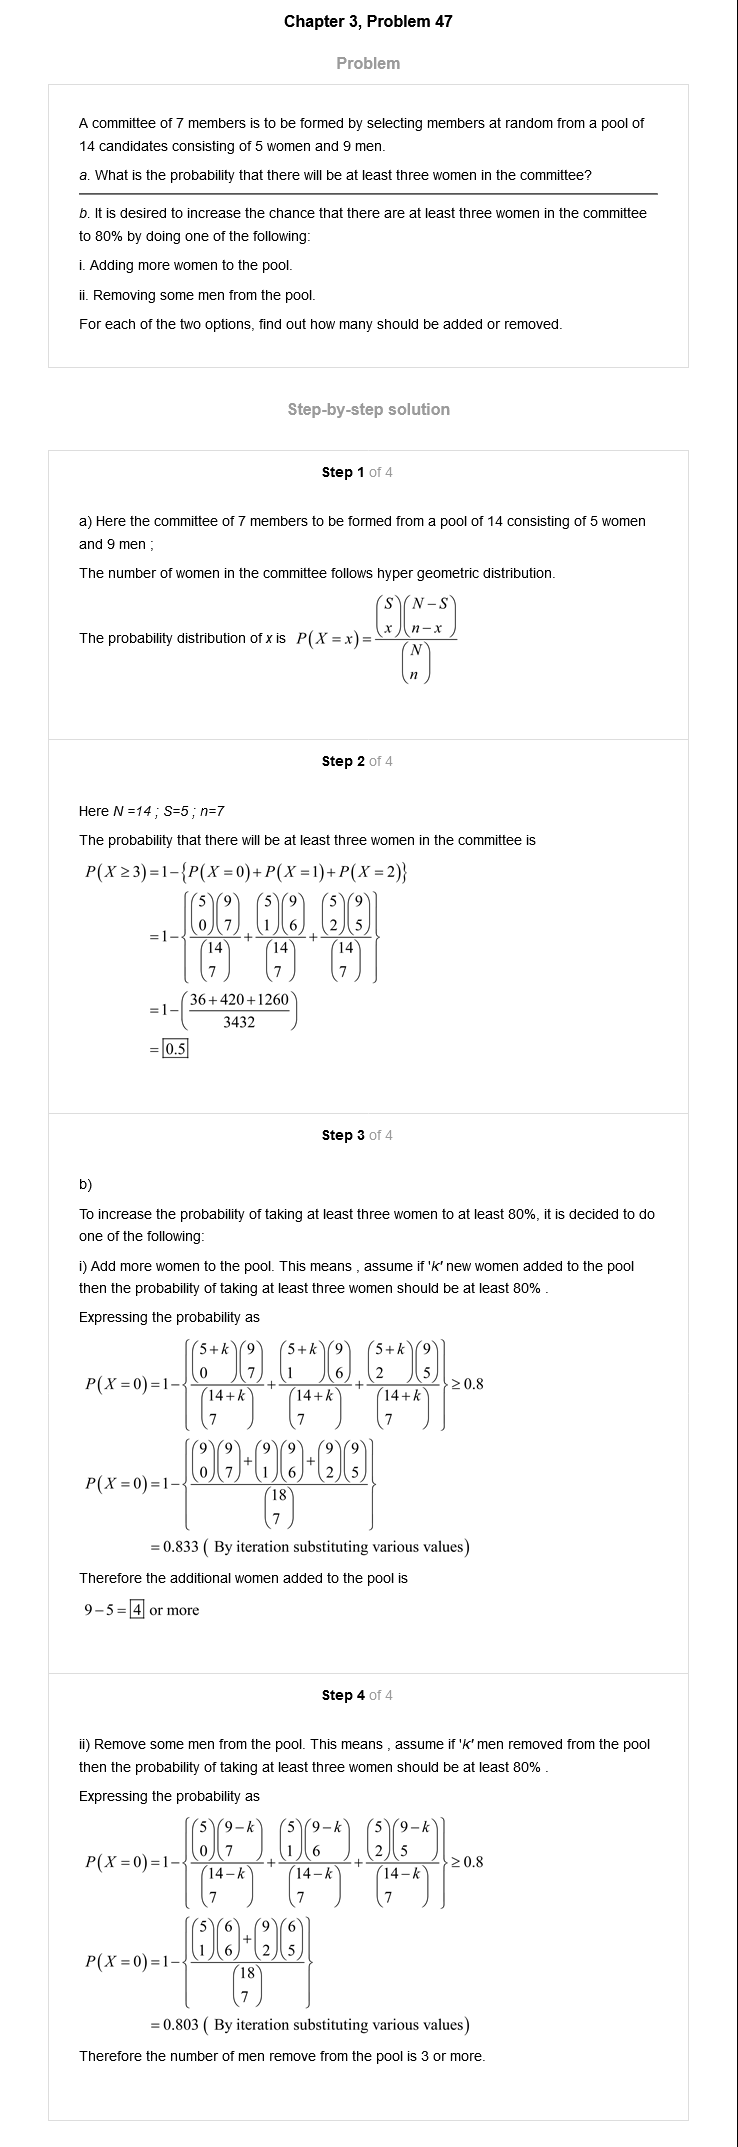 Chapter 3, Problem 47
Problem
A committee of 7 members is to be formed by selecting members at random from a pool of
14 candidates consisting of 5 women and 9 men.
a. What is the probability that there will be at least three women in the committee?
b. It is desired to increase the chance that there are at least three women in the committee
to 80% by doing one of the following:
i. Adding more women to the pool.
ii. Removing some men from the pool.
For each of the two options, find out how many should be added or removed.
Step-by-step solution
Step 1 of 4
a) Here the committee of 7 members to be formed from a pool of 14 consisting of 5 women
and 9 men ;
The number of women in the committee follows hyper geometric distribution.
The probability distribution of x is $P(X=x)=\frac{\binom{S}{x}\binom{N-S}{n-x}}{\binom{N}{n}}$
Step 2 of 4
Here N =14 ; S=5 ; n=7
The probability that there will be at least three women in the committee is
$P(X\geq 3)=1-\{P(X=0)+P(X=1)+P(X=2)\}$
$=1-\left\{\frac{\binom{5}{0}\binom{9}{7}}{\binom{14}{7}}+\frac{\binom{5}{1}\binom{9}{6}}{\binom{14}{7}}+\frac{\binom{5}{2}\binom{9}{5}}{\binom{14}{7}}\right\}$
$=1-\left(\frac{36+420+1260}{3432}\right)$
$=\boxed{0.5}$
Step 3 of 4
b)
To increase the probability of taking at least three women to at least 80%, it is decided to do
one of the following:
i) Add more women to the pool. This means , assume if 'k' new women added to the pool
then the probability of taking at least three women should be at least 80% .
Expressing the probability as
$P(X=0)=1-\left\{\frac{\binom{5+k}{0}\binom{9}{7}}{\binom{14+k}{7}}+\frac{\binom{5+k}{1}\binom{9}{6}}{\binom{14+k}{7}}+\frac{\binom{5+k}{2}\binom{9}{5}}{\binom{14+k}{7}}\right\}\geq 0.8$
$P(X=0)=1-\left\{\frac{\binom{9}{0}\binom{9}{7}+\binom{9}{1}\binom{9}{6}+\binom{9}{2}\binom{9}{5}}{\binom{18}{7}}\right\}$
= 0.833 ( By iteration substituting various values)
Therefore the additional women added to the pool is
$9-5=\boxed{4}$ or more
Step 4 of 4
ii) Remove some men from the pool. This means , assume if 'k' men removed from the pool
then the probability of taking at least three women should be at least 80% .
Expressing the probability as
$P(X=0)=1-\left\{\frac{\binom{5}{0}\binom{9-k}{7}}{\binom{14-k}{7}}+\frac{\binom{5}{1}\binom{9-k}{6}}{\binom{14-k}{7}}+\frac{\binom{5}{2}\binom{9-k}{5}}{\binom{14-k}{7}}\right\}\geq 0.8$
$P(X=0)=1-\left\{\frac{\binom{5}{1}\binom{6}{6}+\binom{9}{2}\binom{6}{5}}{\binom{18}{7}}\right\}$
= 0.803 ( By iteration substituting various values)
Therefore the number of men remove from the pool is 3 or more.